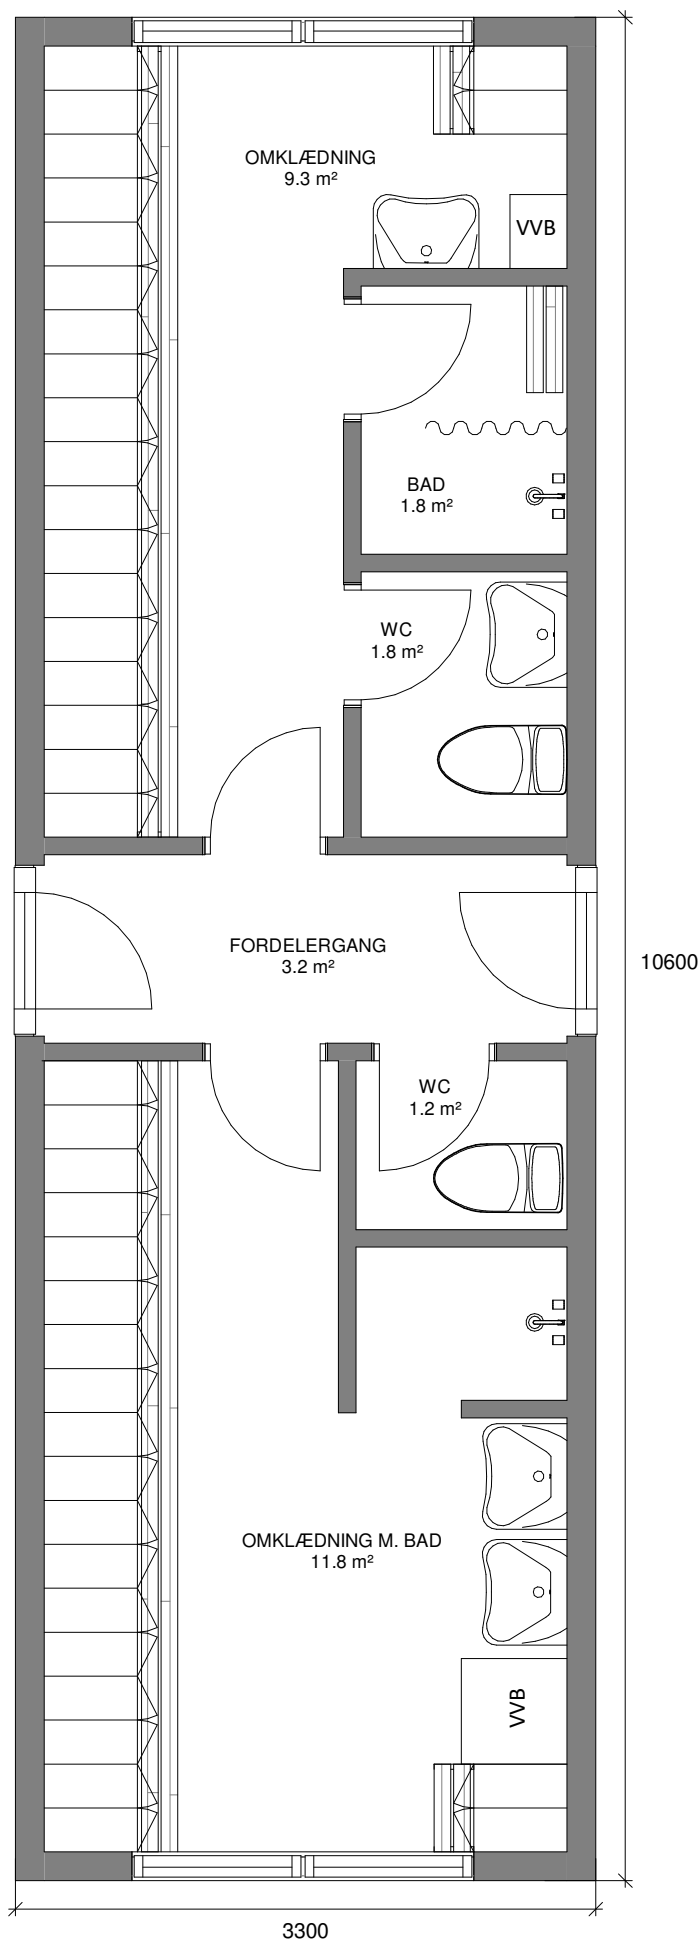 OMKLÆDNING
9.3 m²
VVB
BAD
1.8 m²
WC
1.8 m²
FORDELERGANG
3.2 m²
10600
WC
1.2 m²
OMKLÆDNING M. BAD
11.8 m²
VVB
3300